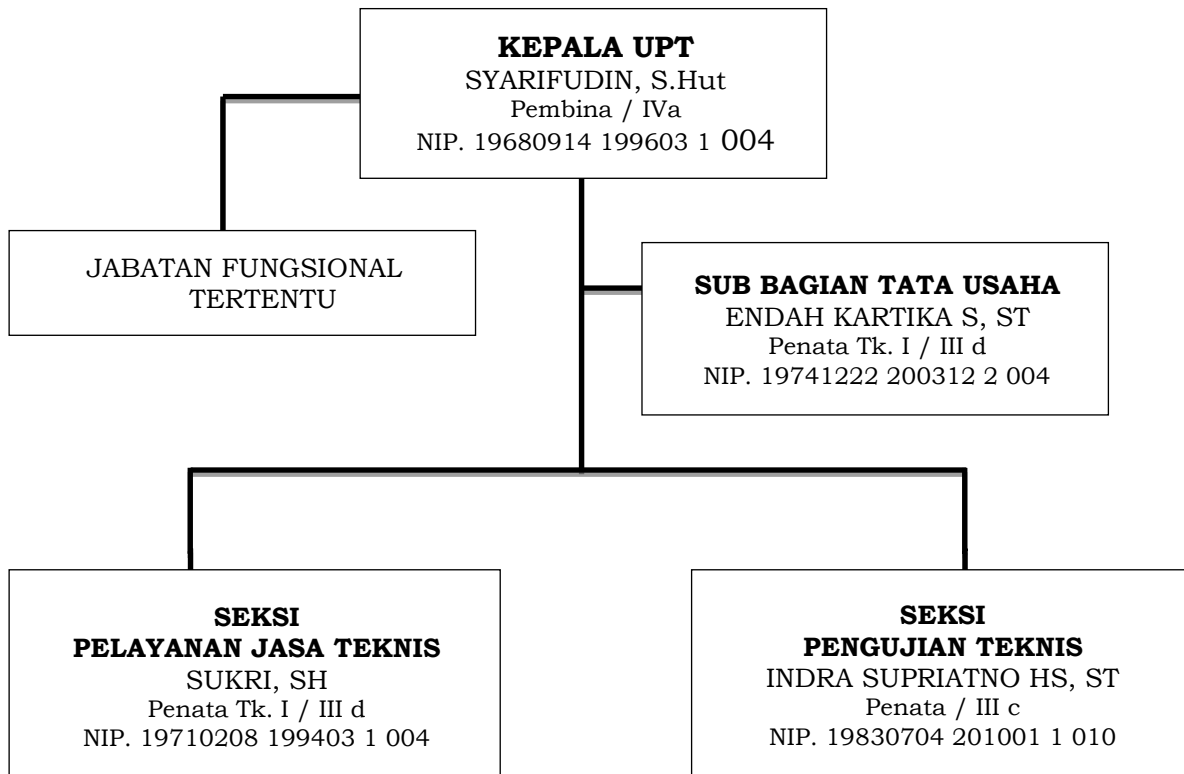 KEPALA UPT
SYARIFUDIN, S.Hut
Pembina / IVa
NIP. 19680914 199603 1 004
JABATAN FUNGSIONAL
TERTENTU
SUB BAGIAN TATA USAHA
ENDAH KARTIKA S, ST
Penata Tk. I / III d
NIP. 19741222 200312 2 004
SEKSI
PELAYANAN JASA TEKNIS
SUKRI, SH
Penata Tk. I / III d
NIP. 19710208 199403 1 004
SEKSI
PENGUJIAN TEKNIS
INDRA SUPRIATNO HS, ST
Penata / III c
NIP. 19830704 201001 1 010